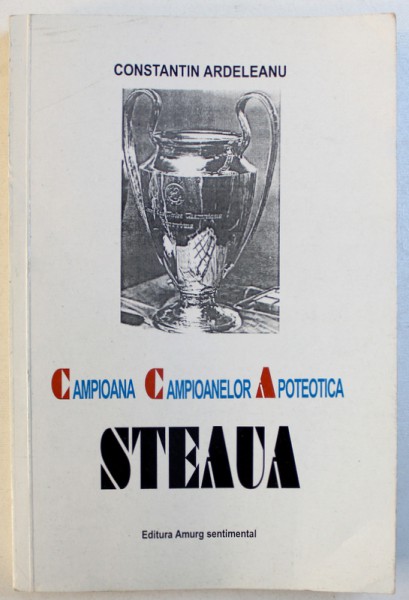 CONSTANTIN ARDELEANU
CAMPIOANA CAMPIOANELOR APOTEOTICA
STEAUA
Editura Amurg sentimental